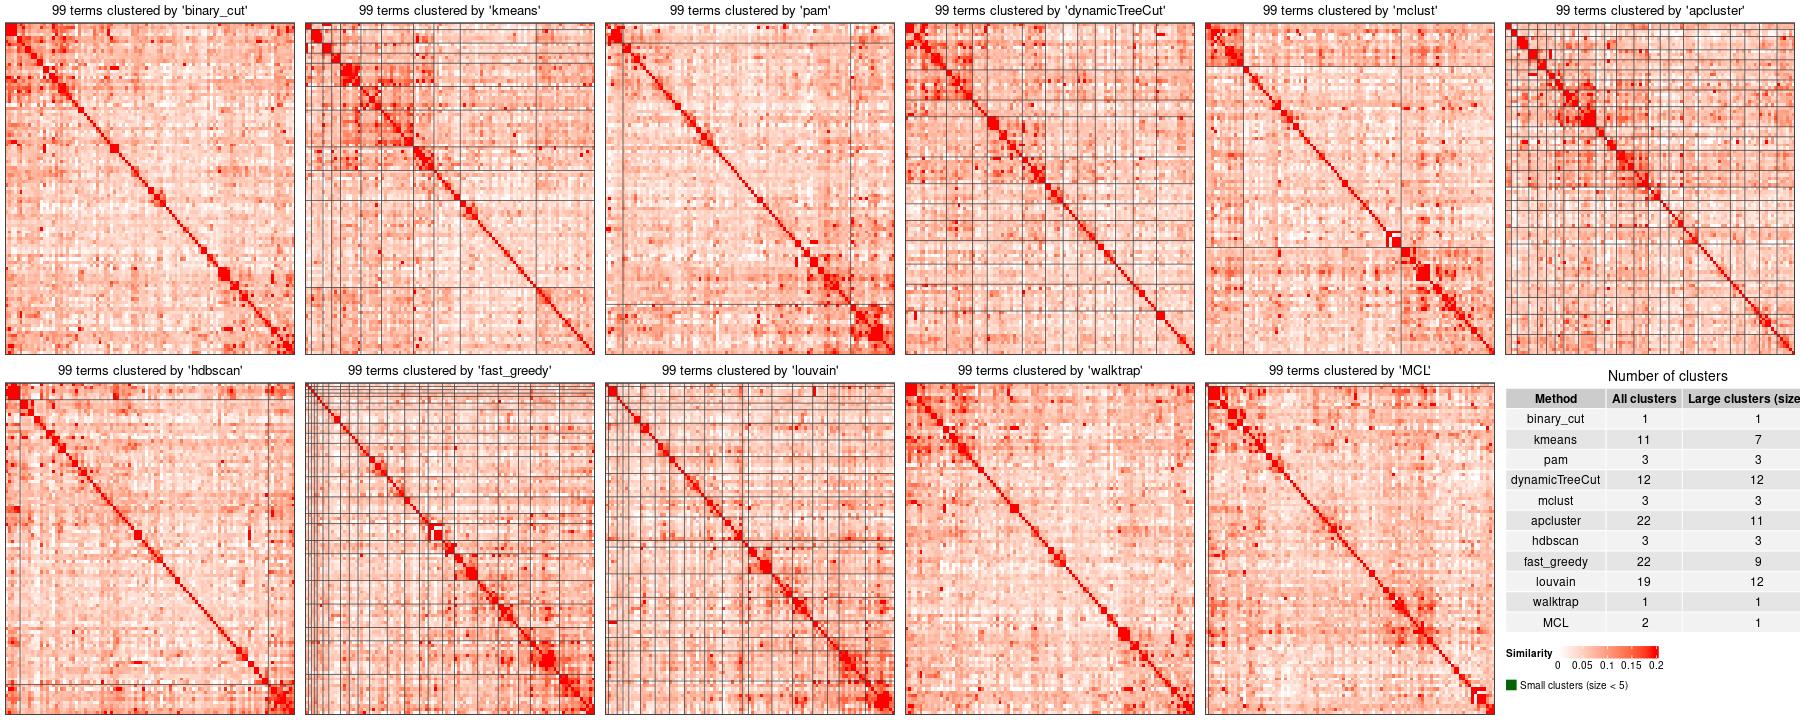 99 terms clustered by 'binary_cut'
99 terms clustered by 'kmeans'
99 terms clustered by 'pam'
99 terms clustered by 'dynamicTreeCut'
99 terms clustered by 'mclust'
99 terms clustered by 'apcluster'
99 terms clustered by 'hdbscan'
99 terms clustered by 'fast_greedy'
99 terms clustered by 'louvain'
99 terms clustered by 'walktrap'
99 terms clustered by 'MCL'
Number of clusters
Method All clusters Large clusters (size
binary_cut 1 1
kmeans 11 7
pam 3 3
dynamicTreeCut 12 12
mclust 3 3
apcluster 22 11
hdbscan 3 3
fast_greedy 22 9
louvain 19 12
walktrap 1 1
MCL 2 1
Similarity
0 0.05 0.1 0.15 0.2
Small clusters (size < 5)